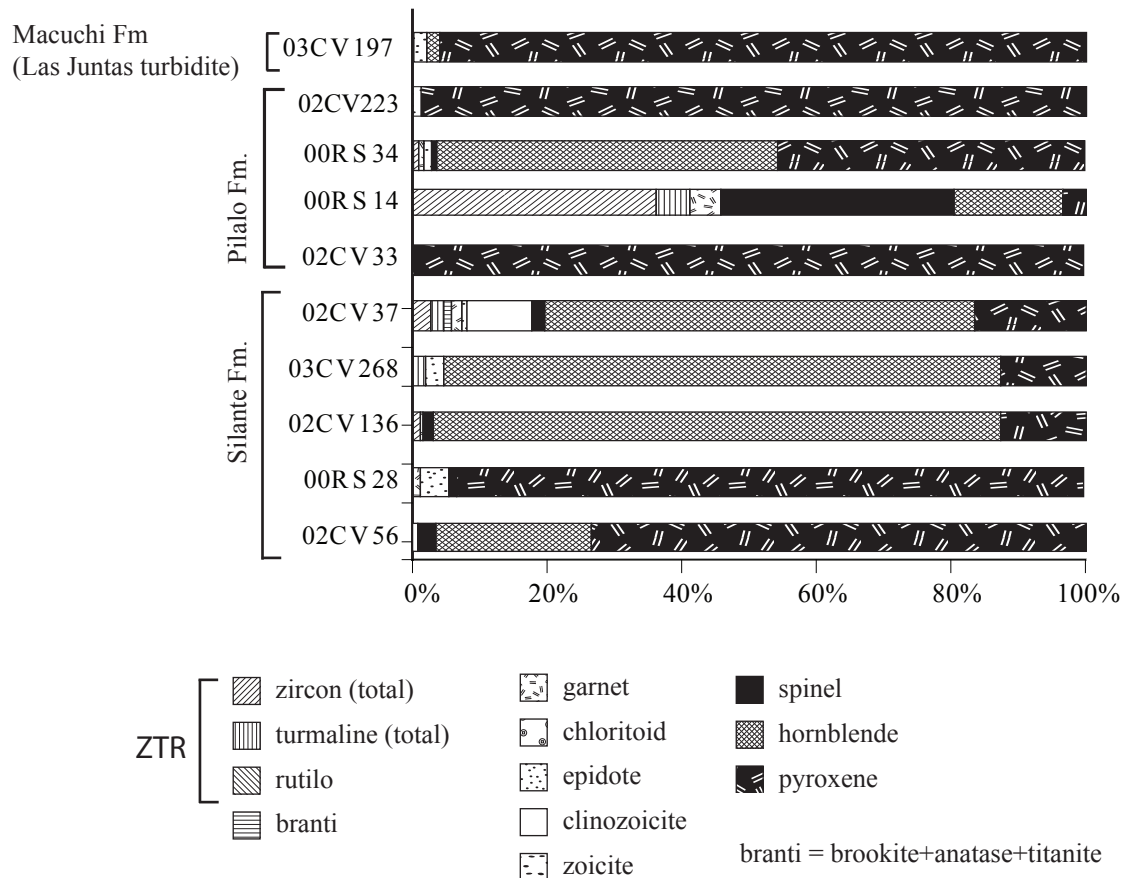 Macuchi Fm
(Las Juntas turbidite)
03CV197
02CV223
00RS34
00RS14
02CV33
Pilalo Fm.
02CV37
03CV268
02CV136
00RS28
02CV56
Silante Fm.
0% 20% 40% 60% 80% 100%
ZTR
zircon (total)
turmaline (total)
rutilo
branti
garnet
chloritoid
epidote
clinozoicite
zoicite
spinel
hornblende
pyroxene
branti = brookite+anatase+titanite